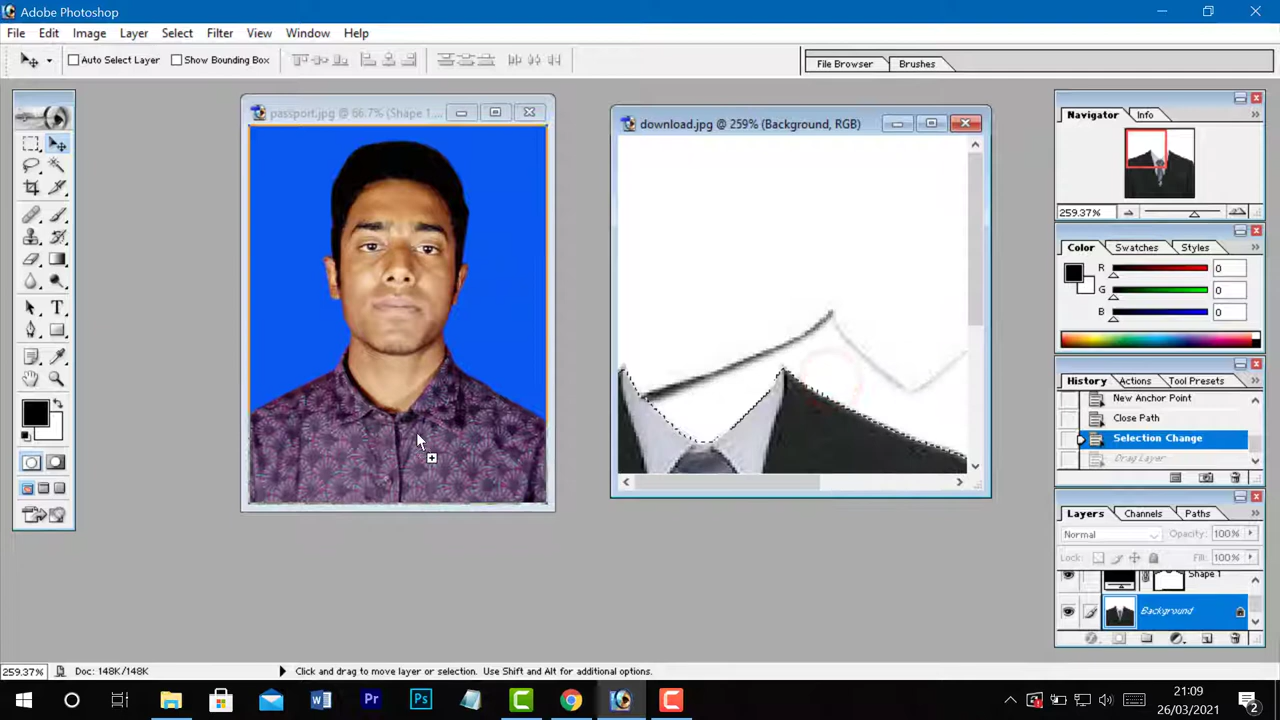 Adobe Photoshop
File Edit Image Layer Select Filter View Window Help
Auto Select Layer Show Bounding Box
File Browser Brushes
passport.jpg @ 66.7% (Shape 1 ...
download.jpg @ 259% (Background, RGB)
Navigator Info
259.37%
Color Swatches Styles
R 0
G 0
B 0
History Actions Tool Presets
New Anchor Point
Close Path
Selection Change
Drag Layer
Layers Channels Paths
Normal Opacity: 100%
Lock: Fill: 100%
Shape 1
Background
259.37% Doc: 148K/148K Click and drag to move layer or selection. Use Shift and Alt for additional options.
21:09
26/03/2021
2